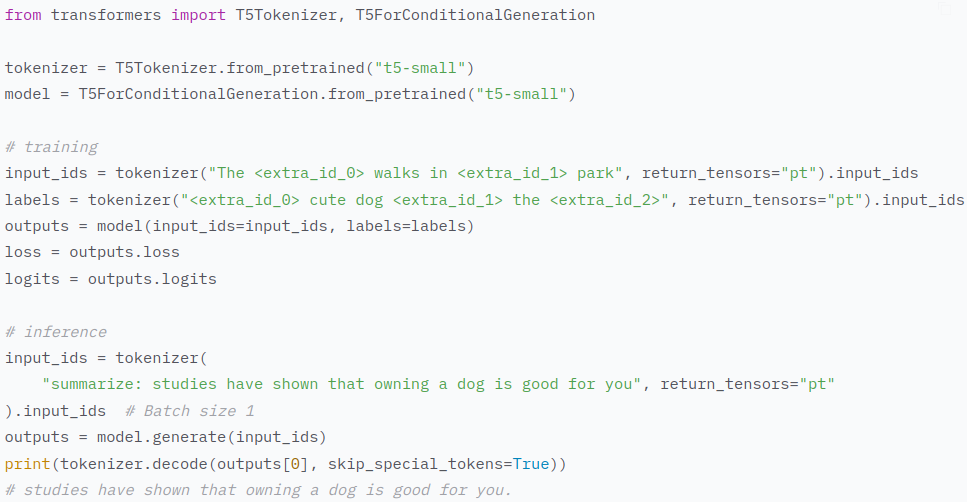 from transformers import T5Tokenizer, T5ForConditionalGeneration

tokenizer = T5Tokenizer.from_pretrained("t5-small")
model = T5ForConditionalGeneration.from_pretrained("t5-small")

# training
input_ids = tokenizer("The <extra_id_0> walks in <extra_id_1> park", return_tensors="pt").input_ids
labels = tokenizer("<extra_id_0> cute dog <extra_id_1> the <extra_id_2>", return_tensors="pt").input_ids
outputs = model(input_ids=input_ids, labels=labels)
loss = outputs.loss
logits = outputs.logits

# inference
input_ids = tokenizer(
    "summarize: studies have shown that owning a dog is good for you", return_tensors="pt"
).input_ids  # Batch size 1
outputs = model.generate(input_ids)
print(tokenizer.decode(outputs[0], skip_special_tokens=True))
# studies have shown that owning a dog is good for you.